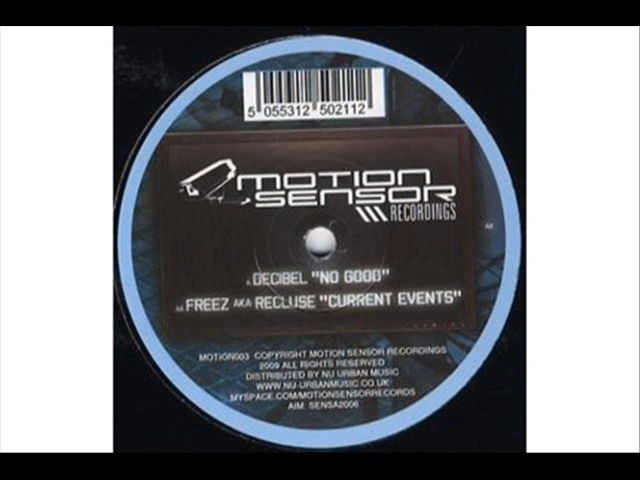 5 055312 502112
MOTION
SENSOR
RECORDINGS
A DECIBEL "NO GOOD"
AA FREEZ AKA RECLUSE "CURRENT EVENTS"
MOTION003 COPYRIGHT MOTION SENSOR RECORDINGS
2009 ALL RIGHTS RESERVED
DISTRIBUTED BY NU URBAN MUSIC
WWW.NU-URBANMUSIC.CO.UK
MYSPACE.COM/MOTIONSENSORRECORDS
AIM: SENSA2006